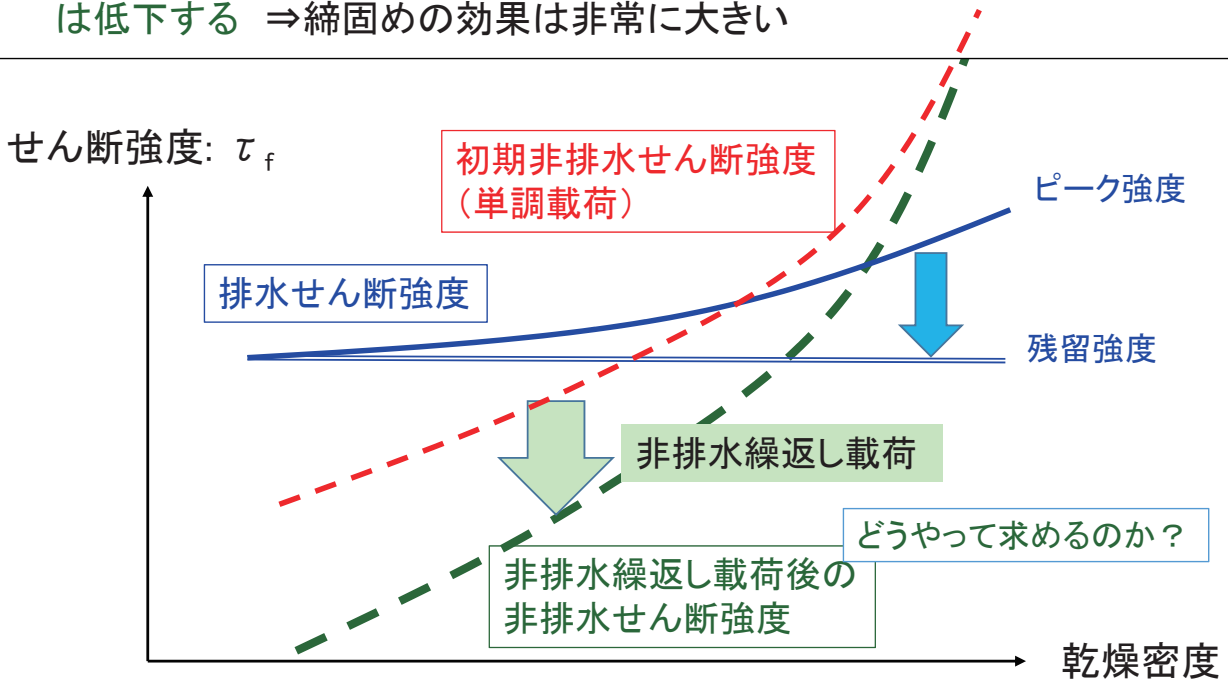 は低下する ⇒締固めの効果は非常に大きい
せん断強度: τf
初期非排水せん断強度
(単調載荷)
ピーク強度
排水せん断強度
残留強度
非排水繰返し載荷
どうやって求めるのか?
非排水繰返し載荷後の
非排水せん断強度
乾燥密度